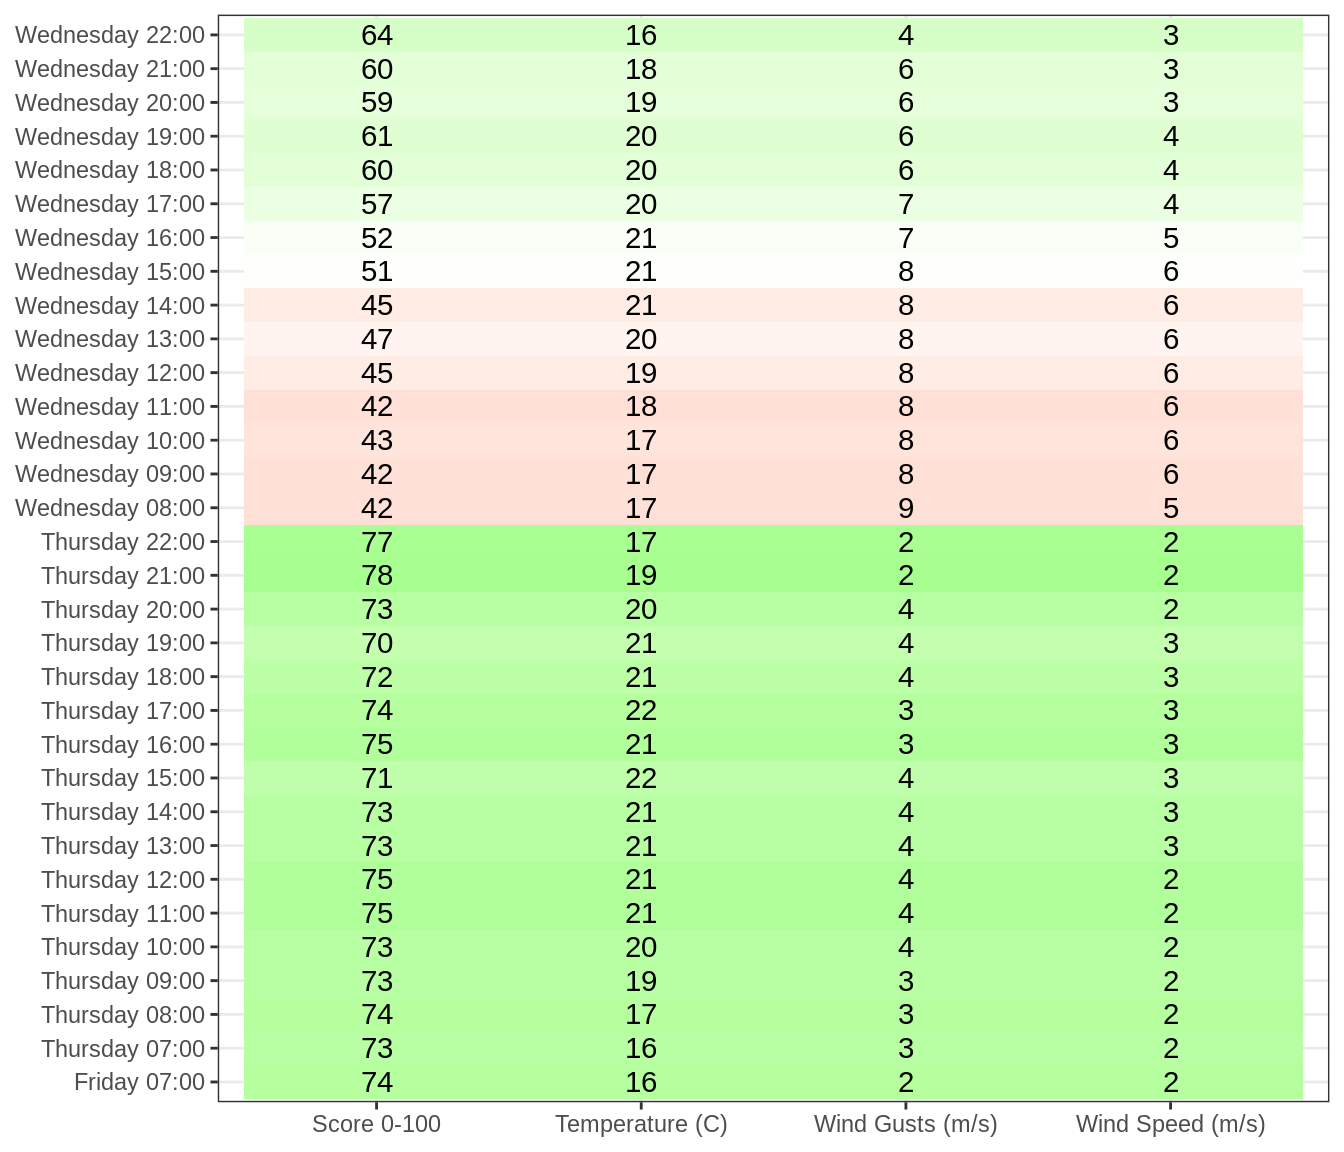 Wednesday 22:00 64 16 4 3
Wednesday 21:00 60 18 6 3
Wednesday 20:00 59 19 6 3
Wednesday 19:00 61 20 6 4
Wednesday 18:00 60 20 6 4
Wednesday 17:00 57 20 7 4
Wednesday 16:00 52 21 7 5
Wednesday 15:00 51 21 8 6
Wednesday 14:00 45 21 8 6
Wednesday 13:00 47 20 8 6
Wednesday 12:00 45 19 8 6
Wednesday 11:00 42 18 8 6
Wednesday 10:00 43 17 8 6
Wednesday 09:00 42 17 8 6
Wednesday 08:00 42 17 9 5
Thursday 22:00 77 17 2 2
Thursday 21:00 78 19 2 2
Thursday 20:00 73 20 4 2
Thursday 19:00 70 21 4 3
Thursday 18:00 72 21 4 3
Thursday 17:00 74 22 3 3
Thursday 16:00 75 21 3 3
Thursday 15:00 71 22 4 3
Thursday 14:00 73 21 4 3
Thursday 13:00 73 21 4 3
Thursday 12:00 75 21 4 2
Thursday 11:00 75 21 4 2
Thursday 10:00 73 20 4 2
Thursday 09:00 73 19 3 2
Thursday 08:00 74 17 3 2
Thursday 07:00 73 16 3 2
Friday 07:00 74 16 2 2
Score 0-100 Temperature (C) Wind Gusts (m/s) Wind Speed (m/s)